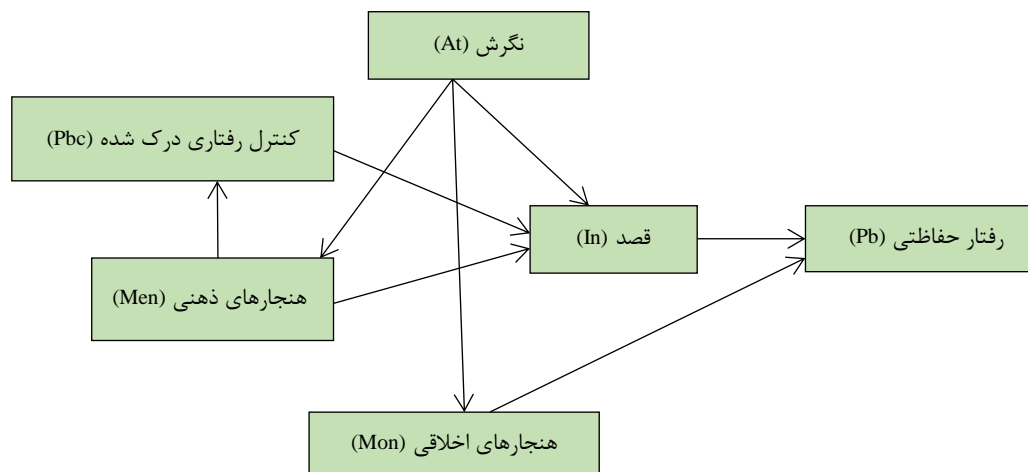 نگرش (At)
کنترل رفتاری درک شده (Pbc)
قصد (In)
رفتار حفاظتی (Pb)
هنجارهای ذهنی (Men)
هنجارهای اخلاقی (Mon)